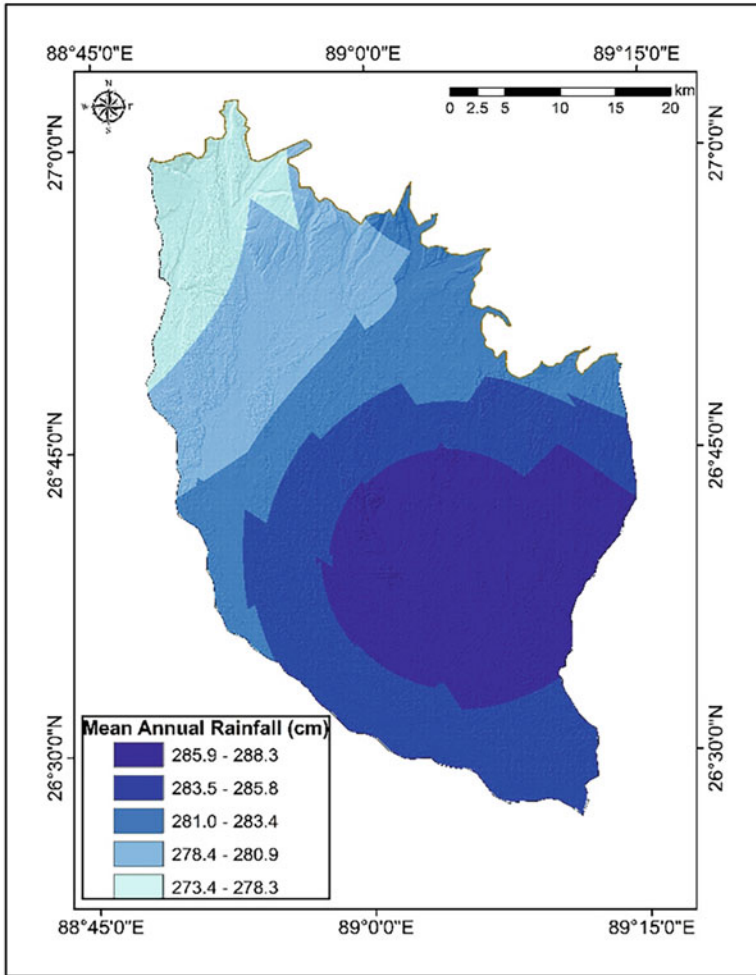 88°45'0"E 89°0'0"E 89°15'0"E
N
S
km
0 2.5 5 10 15 20
27°0'0"N
27°0'0"N
26°45'0"N
26°45'0"N
26°30'0"N
26°30'0"N
Mean Annual Rainfall (cm)
285.9 - 288.3
283.5 - 285.8
281.0 - 283.4
278.4 - 280.9
273.4 - 278.3
88°45'0"E 89°0'0"E 89°15'0"E